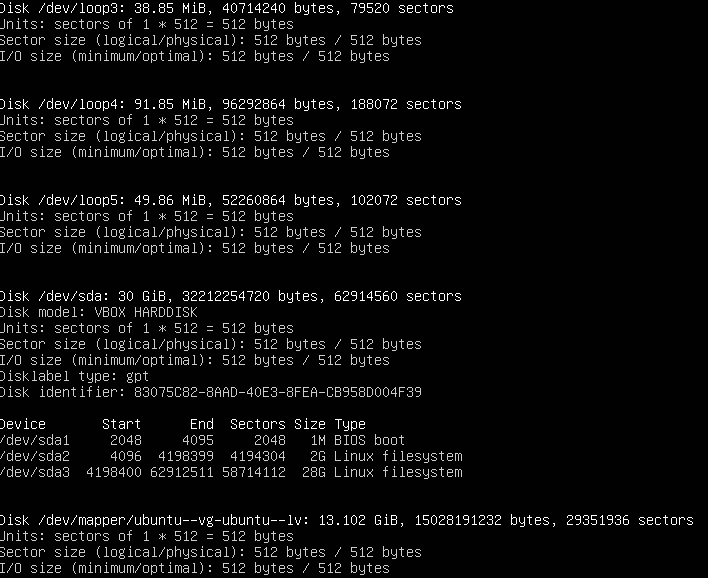 Disk /dev/loop3: 38.85 MiB, 40714240 bytes, 79520 sectors
Units: sectors of 1 * 512 = 512 bytes
Sector size (logical/physical): 512 bytes / 512 bytes
I/O size (minimum/optimal): 512 bytes / 512 bytes
Disk /dev/loop4: 91.85 MiB, 96292864 bytes, 188072 sectors
Units: sectors of 1 * 512 = 512 bytes
Sector size (logical/physical): 512 bytes / 512 bytes
I/O size (minimum/optimal): 512 bytes / 512 bytes
Disk /dev/loop5: 49.86 MiB, 52260864 bytes, 102072 sectors
Units: sectors of 1 * 512 = 512 bytes
Sector size (logical/physical): 512 bytes / 512 bytes
I/O size (minimum/optimal): 512 bytes / 512 bytes
Disk /dev/sda: 30 GiB, 32212254720 bytes, 62914560 sectors
Disk model: VBOX HARDDISK
Units: sectors of 1 * 512 = 512 bytes
Sector size (logical/physical): 512 bytes / 512 bytes
I/O size (minimum/optimal): 512 bytes / 512 bytes
Disklabel type: gpt
Disk identifier: 83075C82-8AAD-40E3-8FEA-CB958D004F39
Device Start End Sectors Size Type
/dev/sda1 2048 4095 2048 1M BIOS boot
/dev/sda2 4096 4198399 4194304 2G Linux filesystem
/dev/sda3 4198400 62912511 58714112 28G Linux filesystem
Disk /dev/mapper/ubuntu--vg-ubuntu--lv: 13.102 GiB, 15028191232 bytes, 29351936 sectors
Units: sectors of 1 * 512 = 512 bytes
Sector size (logical/physical): 512 bytes / 512 bytes
I/O size (minimum/optimal): 512 bytes / 512 bytes